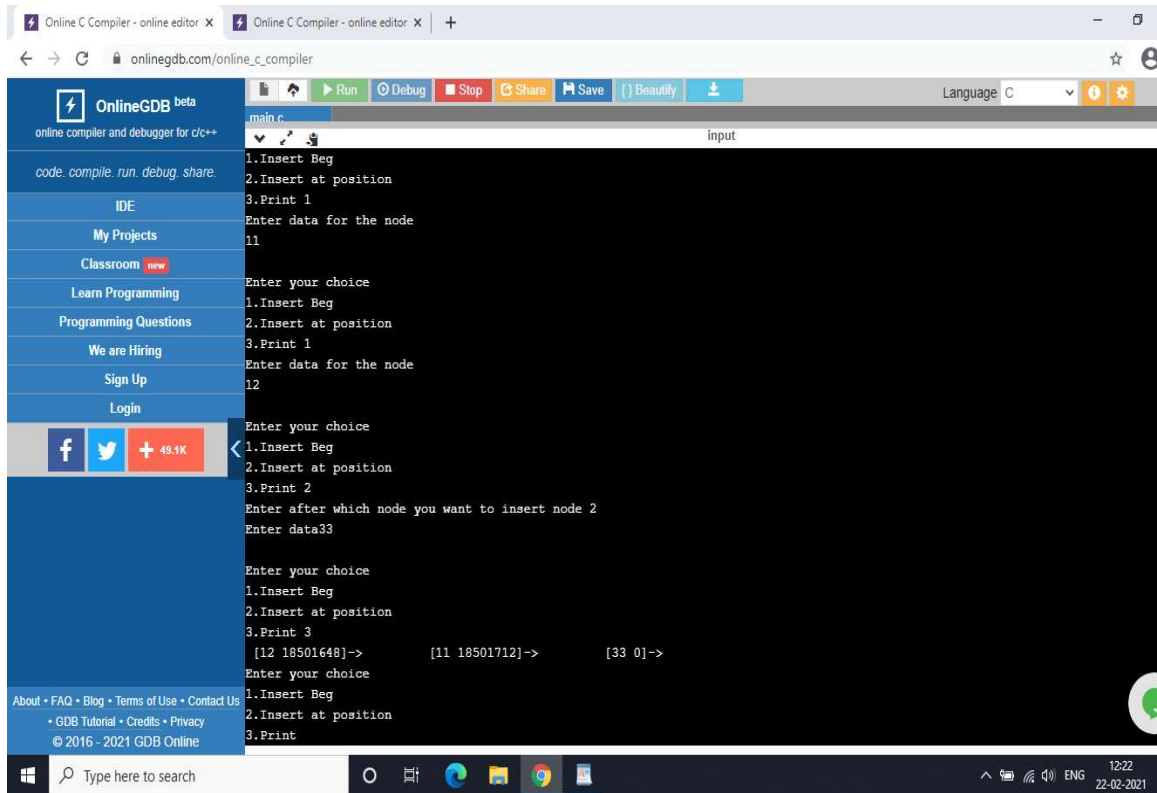 Online C Compiler - online editor X
Online C Compiler - online editor X
onlinegdb.com/online_c_compiler
OnlineGDB beta
online compiler and debugger for c/c++
code. compile. run. debug. share.
IDE
My Projects
Classroom new
Learn Programming
Programming Questions
We are Hiring
Sign Up
Login
f + 49.1K
About • FAQ • Blog • Terms of Use • Contact Us
• GDB Tutorial • Credits • Privacy
© 2016 - 2021 GDB Online
Run Debug Stop Share Save { } Beautify
Language C
main.c
input
1.Insert Beg
2.Insert at position
3.Print 1
Enter data for the node
11
Enter your choice
1.Insert Beg
2.Insert at position
3.Print 1
Enter data for the node
12
Enter your choice
1.Insert Beg
2.Insert at position
3.Print 2
Enter after which node you want to insert node 2
Enter data33
Enter your choice
1.Insert Beg
2.Insert at position
3.Print 3
[12 18501648]-> [11 18501712]-> [33 0]->
Enter your choice
1.Insert Beg
2.Insert at position
3.Print
Type here to search
ENG
12:22
22-02-2021